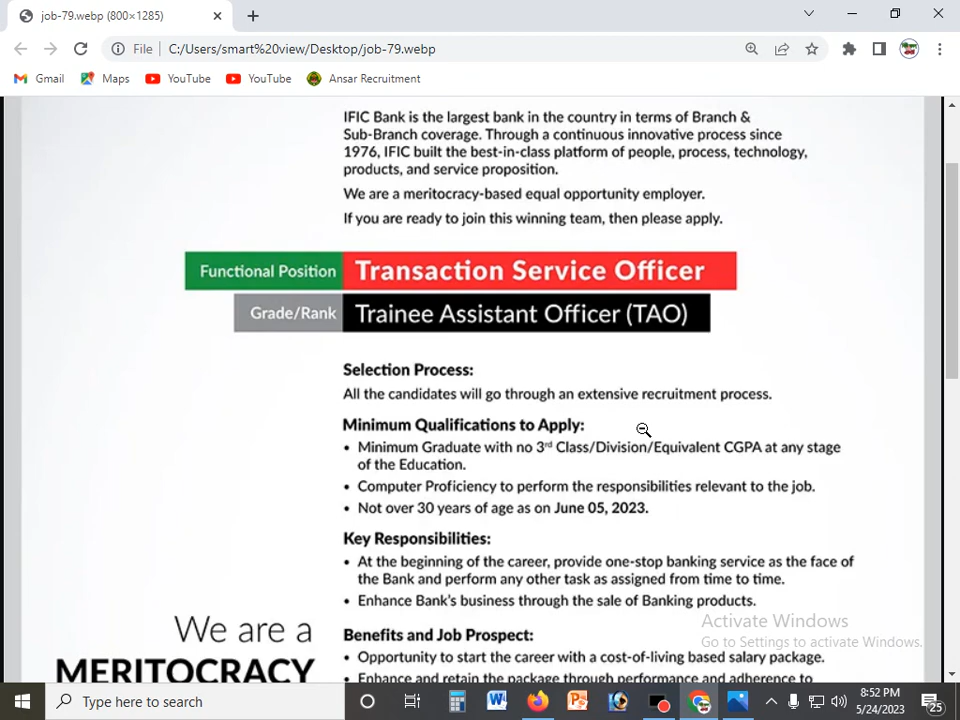 job-79.webp (800×1285)
File
C:/Users/smart%20view/Desktop/job-79.webp
Gmail
Maps
YouTube
YouTube
Ansar Recruitment
IFIC Bank is the largest bank in the country in terms of Branch &
Sub-Branch coverage. Through a continuous innovative process since
1976, IFIC built the best-in-class platform of people, process, technology,
products, and service proposition.
We are a meritocracy-based equal opportunity employer.
If you are ready to join this winning team, then please apply.
Functional Position Transaction Service Officer
Grade/Rank Trainee Assistant Officer (TAO)
Selection Process:
All the candidates will go through an extensive recruitment process.
Minimum Qualifications to Apply:
• Minimum Graduate with no 3rd Class/Division/Equivalent CGPA at any stage
of the Education.
• Computer Proficiency to perform the responsibilities relevant to the job.
• Not over 30 years of age as on June 05, 2023.
Key Responsibilities:
• At the beginning of the career, provide one-stop banking service as the face of
the Bank and perform any other task as assigned from time to time.
• Enhance Bank's business through the sale of Banking products.
We are a
MERITOCRACY
Benefits and Job Prospect:
• Opportunity to start the career with a cost-of-living based salary package.
• Enhance and retain the package through performance and adherence to
Activate Windows
Go to Settings to activate Windows.
Type here to search
8:52 PM
5/24/2023
25